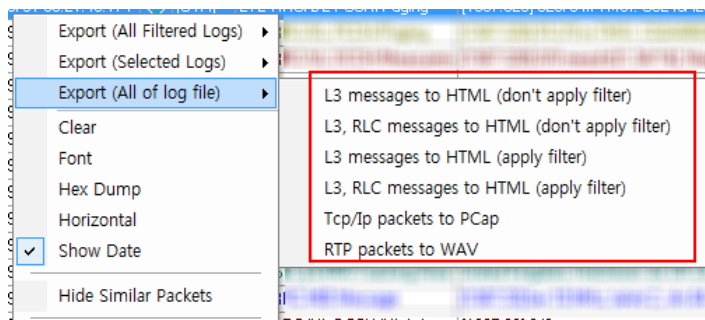 Export (All Filtered Logs)
Export (Selected Logs)
Export (All of log file)
L3 messages to HTML (don't apply filter)
Clear
L3, RLC messages to HTML (don't apply filter)
Font
L3 messages to HTML (apply filter)
Hex Dump
L3, RLC messages to HTML (apply filter)
Horizontal
Tcp/Ip packets to PCap
Show Date
RTP packets to WAV
Hide Similar Packets